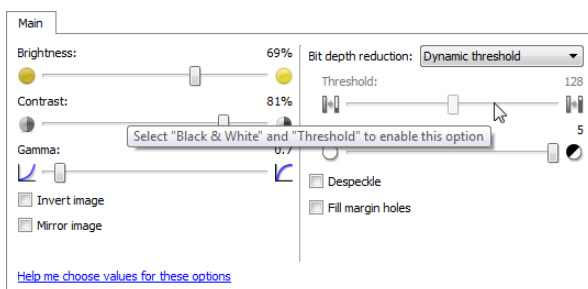 Main
Brightness: 69%
Contrast: 81%
Gamma: 0.7
Invert image
Mirror image
Help me choose values for these options
Bit depth reduction: Dynamic threshold
Threshold: 128
Select "Black & White" and "Threshold" to enable this option
5
Despeckle
Fill margin holes